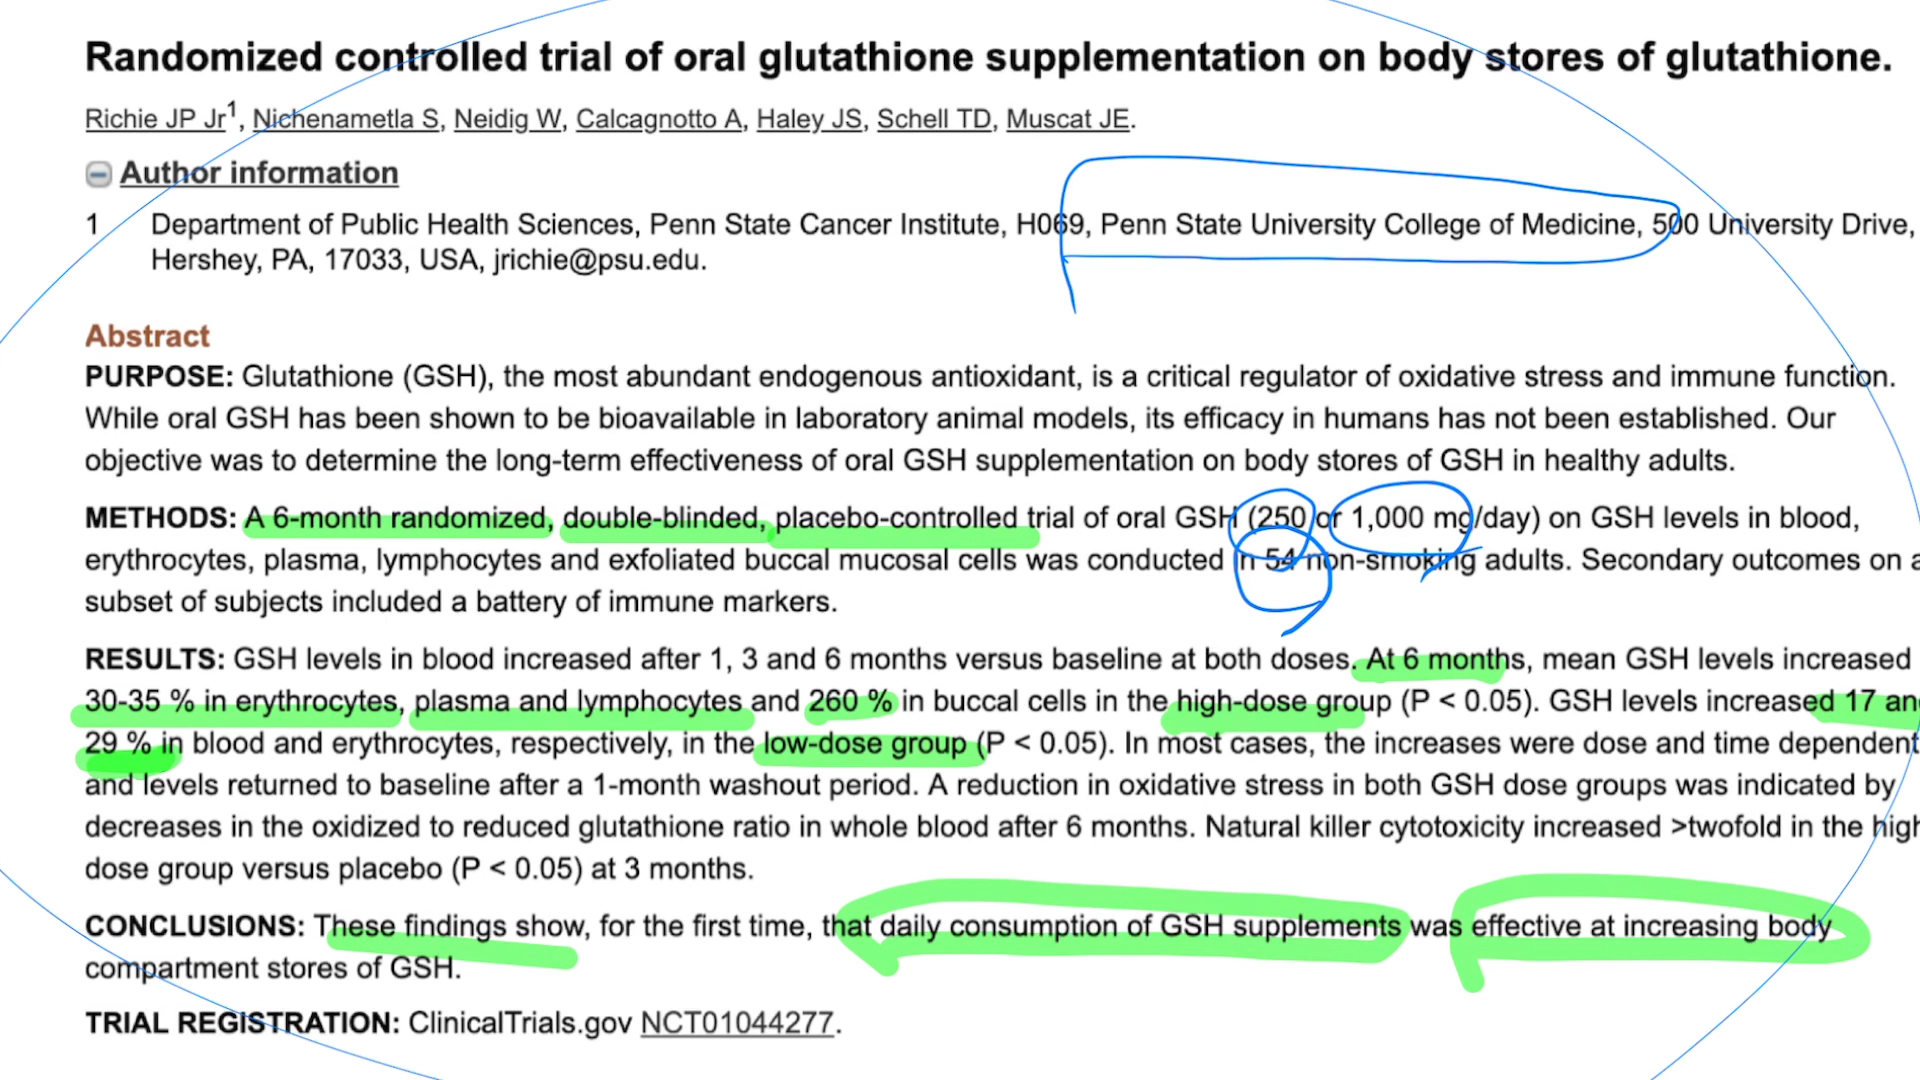 Randomized controlled trial of oral glutathione supplementation on body stores of glutathione.
Richie JP Jr1, Nichenametla S, Neidig W, Calcagnotto A, Haley JS, Schell TD, Muscat JE.
Author information
1 Department of Public Health Sciences, Penn State Cancer Institute, H069, Penn State University College of Medicine, 500 University Drive,
Hershey, PA, 17033, USA, jrichie@psu.edu.
Abstract
PURPOSE: Glutathione (GSH), the most abundant endogenous antioxidant, is a critical regulator of oxidative stress and immune function.
While oral GSH has been shown to be bioavailable in laboratory animal models, its efficacy in humans has not been established. Our
objective was to determine the long-term effectiveness of oral GSH supplementation on body stores of GSH in healthy adults.
METHODS: A 6-month randomized, double-blinded, placebo-controlled trial of oral GSH (250 or 1,000 mg/day) on GSH levels in blood,
erythrocytes, plasma, lymphocytes and exfoliated buccal mucosal cells was conducted in 54 non-smoking adults. Secondary outcomes on a
subset of subjects included a battery of immune markers.
RESULTS: GSH levels in blood increased after 1, 3 and 6 months versus baseline at both doses. At 6 months, mean GSH levels increased
30-35 % in erythrocytes, plasma and lymphocytes and 260 % in buccal cells in the high-dose group (P < 0.05). GSH levels increased 17 an
29 % in blood and erythrocytes, respectively, in the low-dose group (P < 0.05). In most cases, the increases were dose and time dependent
and levels returned to baseline after a 1-month washout period. A reduction in oxidative stress in both GSH dose groups was indicated by
decreases in the oxidized to reduced glutathione ratio in whole blood after 6 months. Natural killer cytotoxicity increased >twofold in the high
dose group versus placebo (P < 0.05) at 3 months.
CONCLUSIONS: These findings show, for the first time, that daily consumption of GSH supplements was effective at increasing body
compartment stores of GSH.
TRIAL REGISTRATION: ClinicalTrials.gov NCT01044277.